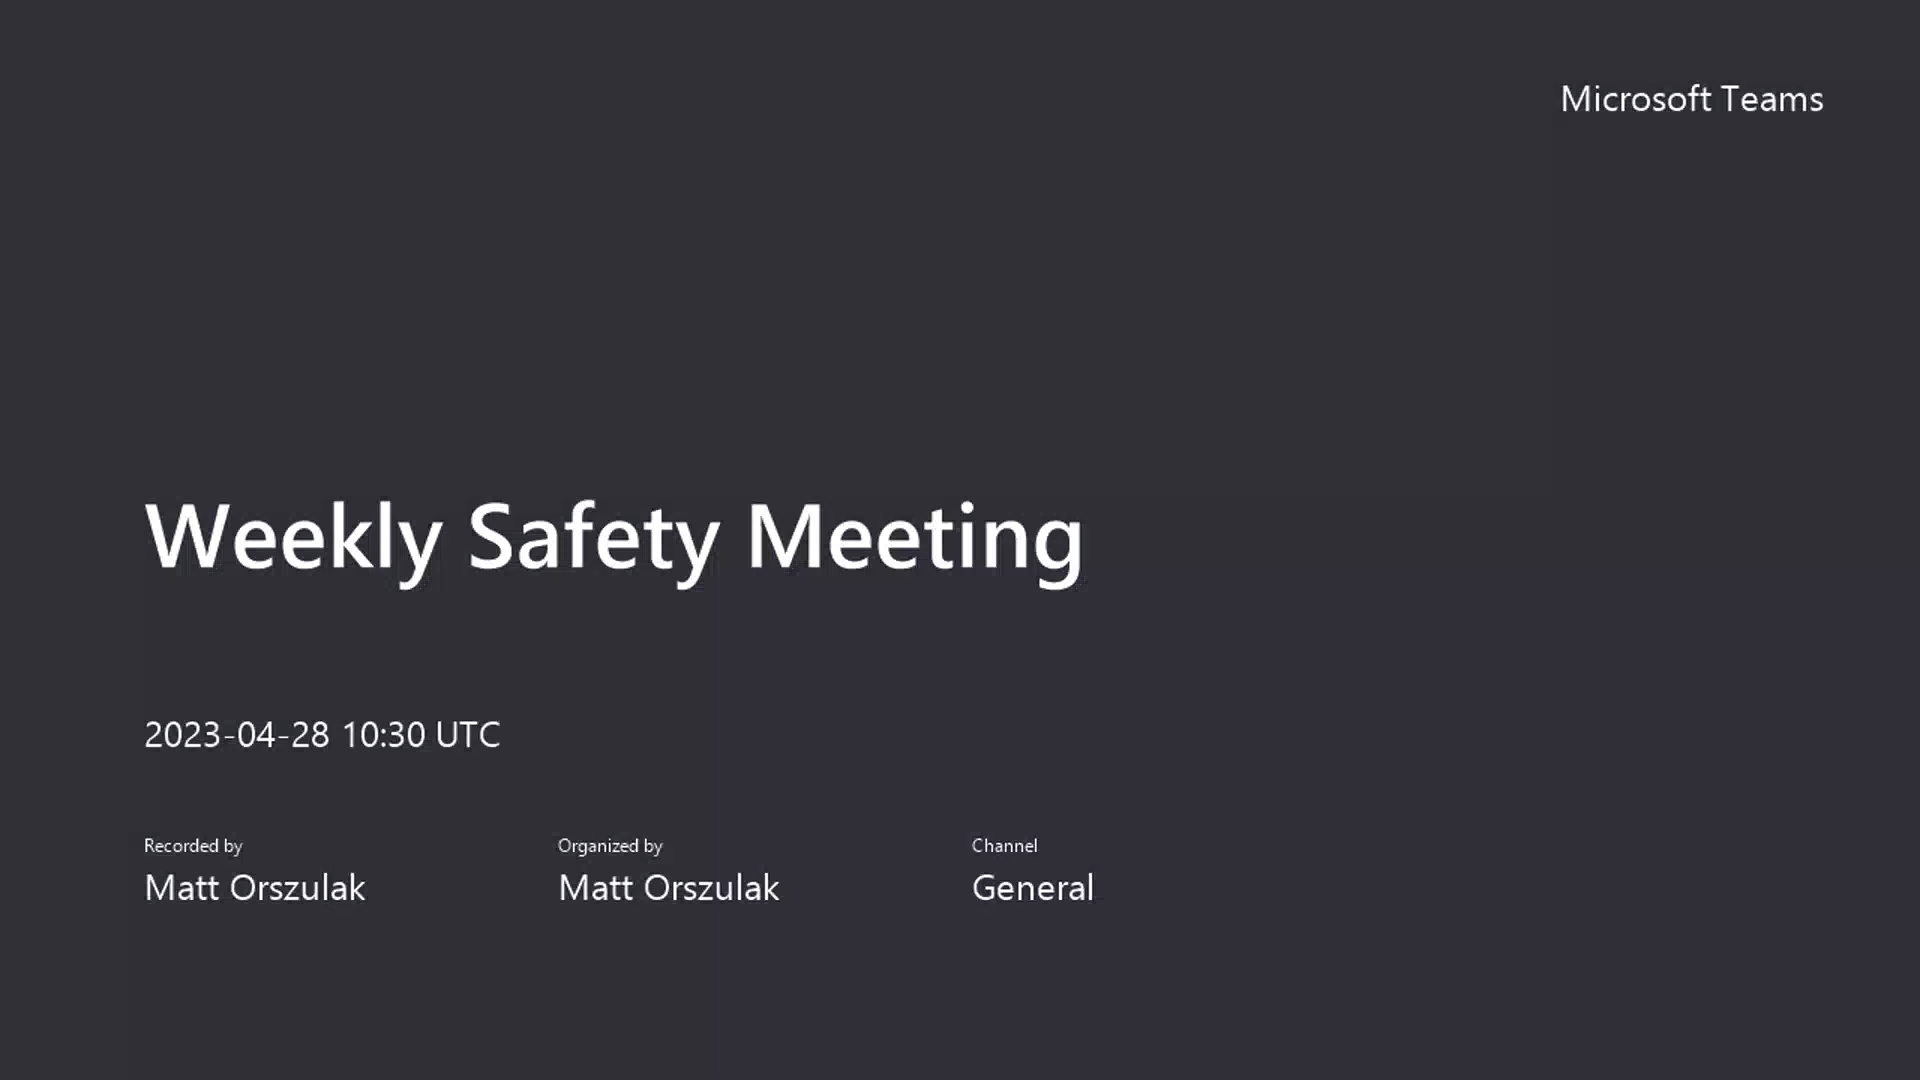 Microsoft Teams
Weekly Safety Meeting
2023-04-28 10:30 UTC
Recorded by
Matt Orszulak
Organized by
Matt Orszulak
Channel
General